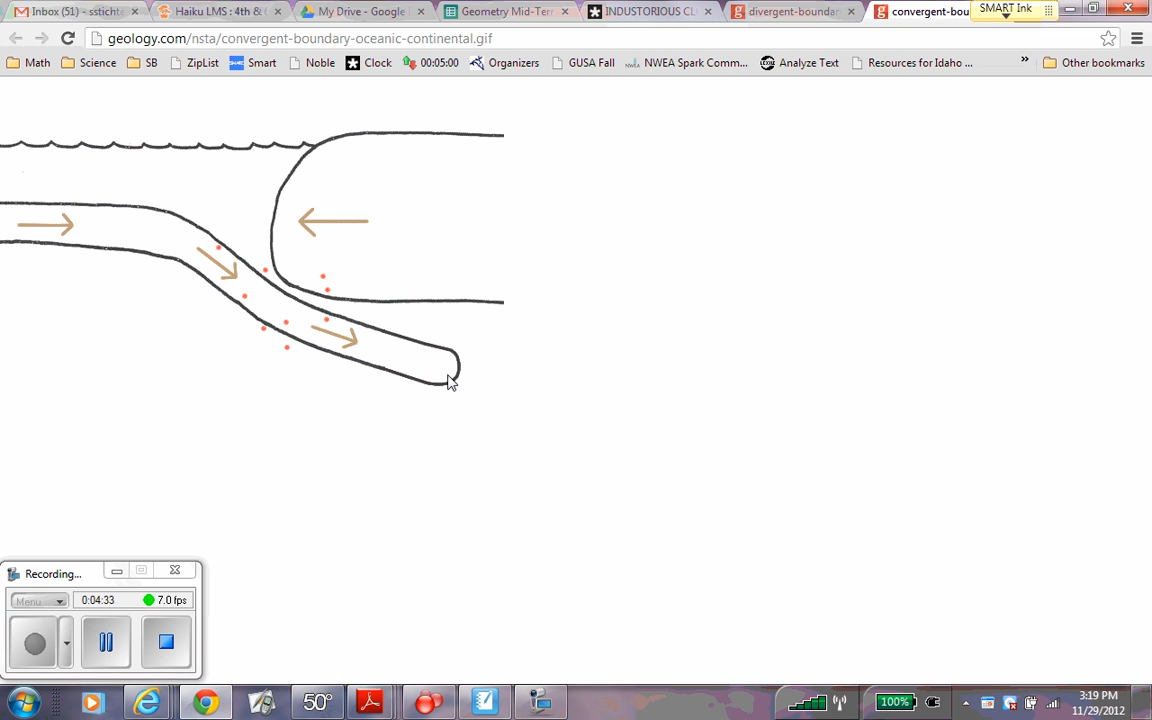 Inbox (51) - sstichte
Haiku LMS : 4th &
My Drive - Google
Geometry Mid-Terr
INDUSTORIOUS CL
divergent-boundar
convergent-bou
SMART Ink
geology.com/nsta/convergent-boundary-oceanic-continental.gif
Math
Science
SB
ZipList
Smart
Noble
Clock
00:05:00
Organizers
GUSA Fall
NWEA Spark Comm...
Analyze Text
Resources for Idaho ...
»
Other bookmarks
Recording...
Menu
0:04:33
7.0 fps
50°
100%
3:19 PM
11/29/2012